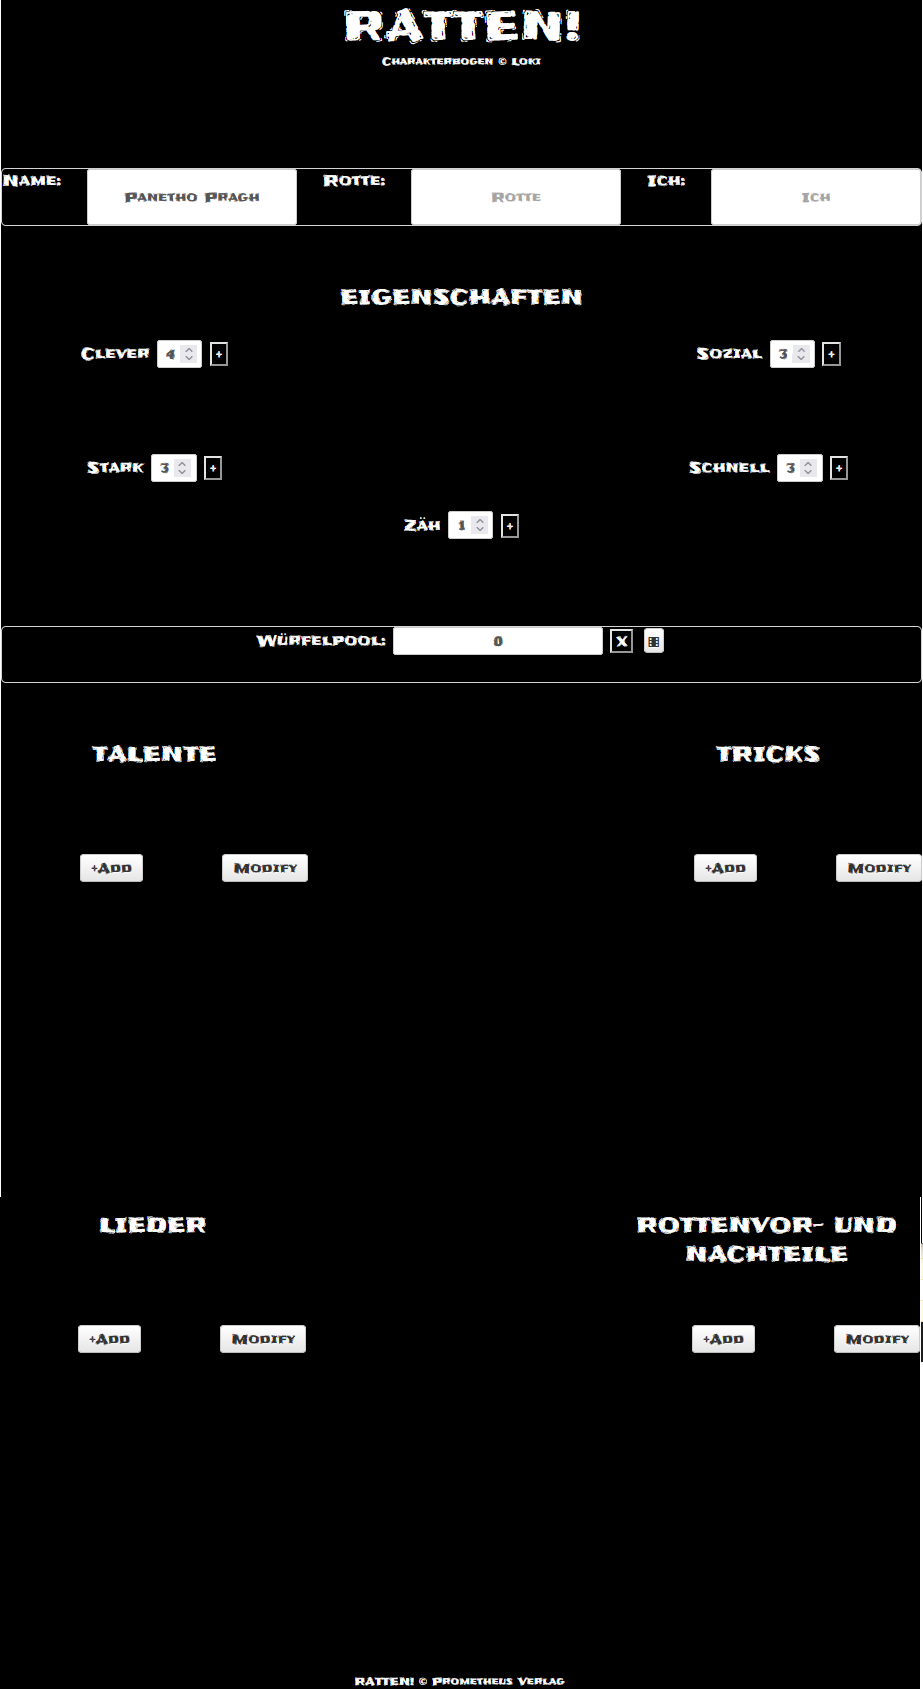 RATTEN!
Charakterbogen © Loki
Name: Panetho Pragh Rotte: Rotte Ich: Ich
EIGENSCHAFTEN
Clever 4 + Sozial 3 +
Stark 3 + Schnell 3 +
Zäh 1 +
Würfelpool: 0 X
TALENTE TRICKS
+Add Modify +Add Modify
LIEDER ROTTENVOR- UND
NACHTEILE
+Add Modify +Add Modify
RATTEN! © Prometheus Verlag